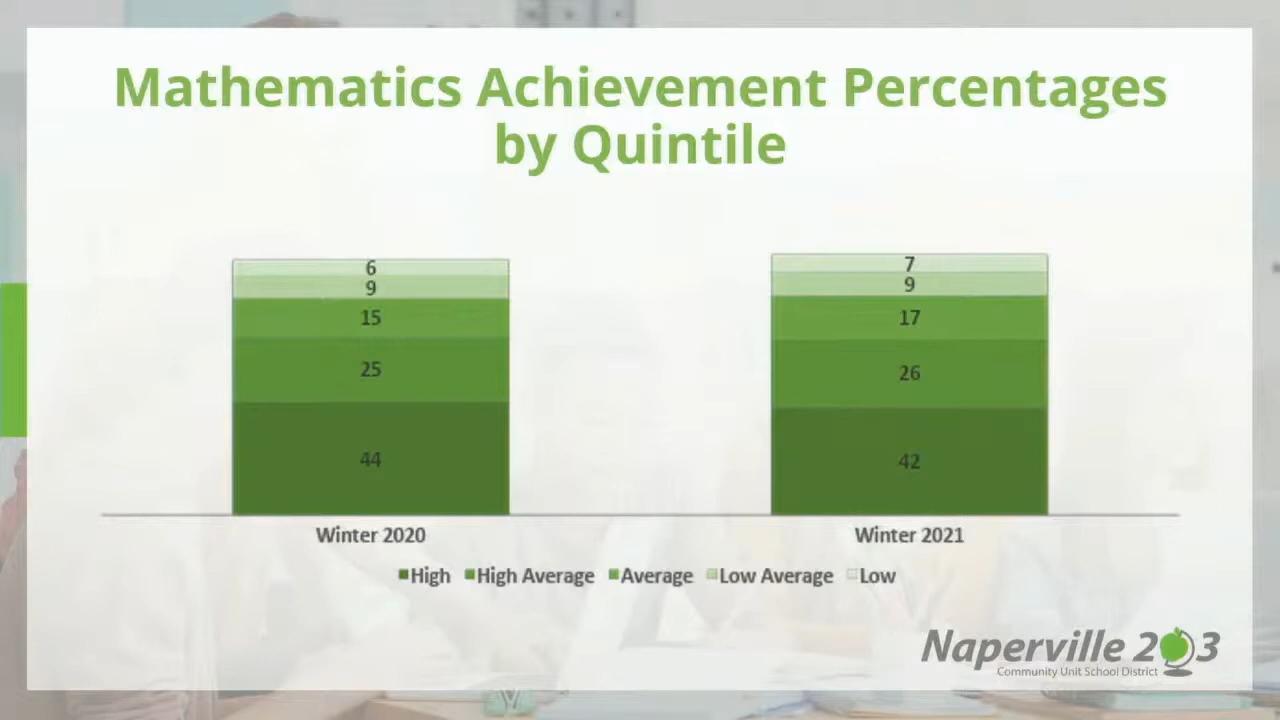 Mathematics Achievement Percentages
by Quintile
6
9
15
25
44
7
9
17
26
42
Winter 2020
Winter 2021
High High Average Average Low Average Low
Naperville 203
Community Unit School District